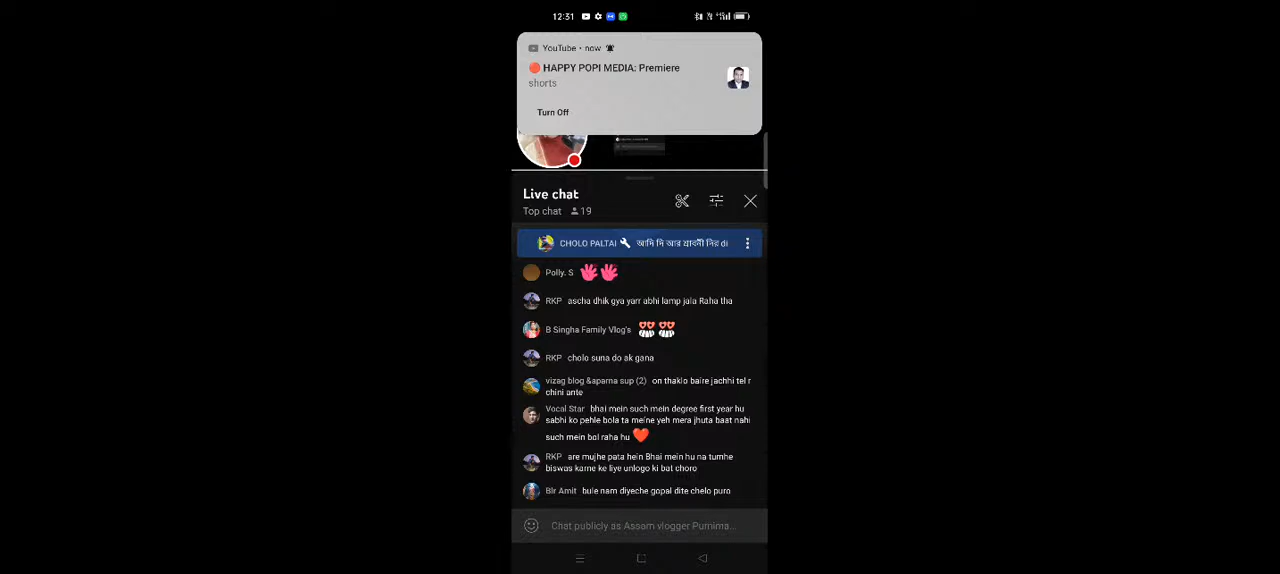 12:31
YouTube • now
HAPPY POPI MEDIA: Premiere
shorts
Turn Off
Live chat
Top chat 19
CHOLO PALTAI আমি দি আর শ্রাবনী নির di
Polly. S
RKP ascha dhik gya yarr abhi lamp jala Raha tha
B Singha Family Vlog's
RKP cholo suna do ak gana
vizag blog &aparna sup (2) on thaklo baire jachhi tel r
chini ante
Vocal Star bhai mein such mein degree first year hu
sabhi ko pehle bola ta meine yeh mera jhuta baat nahi
such mein bol raha hu
RKP are mujhe pata hein Bhai mein hu na tumhe
biswas karne ke liye unlogo ki bat choro
Blr Amit bule nam diyeche gopal dite chelo puro
Chat publicly as Assam vlogger Purnima...